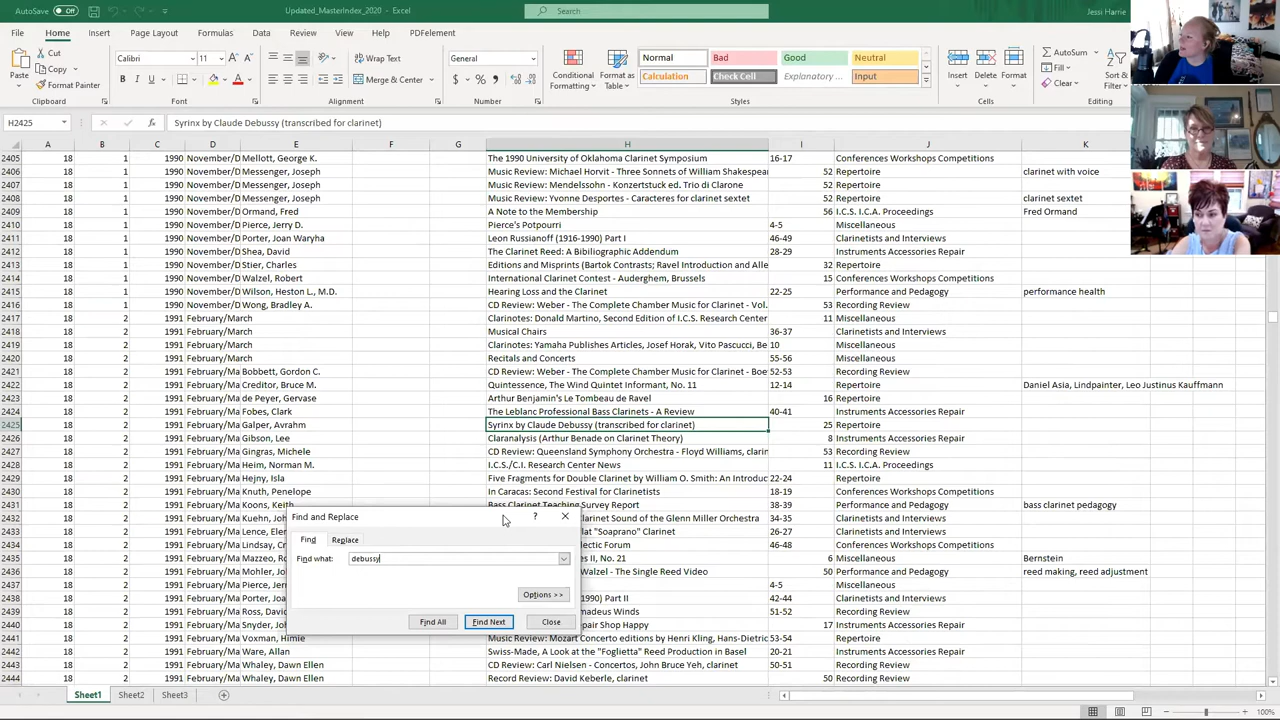 AutoSave Off Updated_MasterIndex_2020 - Excel Search Jessi Harrie
File Home Insert Page Layout Formulas Data Review View Help PDFelement
Paste Cut Copy Format Painter Clipboard
Calibri 11 B I U A A Font
Merge & Center Alignment
General $ % Number
Conditional Formatting Format as Table
Normal Bad Good Neutral
Calculation Check Cell Explanatory ... Input
Styles
Insert Delete Format Cells
AutoSum Fill Clear Sort & Filter Editing
H2425 fx Syrinx by Claude Debussy (transcribed for clarinet)
A B C D E F G H I J K
2405 18 1 1990 November/D Mellott, George K. The 1990 University of Oklahoma Clarinet Symposium 16-17 Conferences Workshops Competitions
2406 18 1 1990 November/D Messenger, Joseph Music Review: Michael Horvit - Three Sonnets of William Shakespear 52 Repertoire clarinet with voice
2407 18 1 1990 November/D Messenger, Joseph Music Review: Mendelssohn - Konzertstuck ed. Trio di Clarone 52 Repertoire
2408 18 1 1990 November/D Messenger, Joseph Music Review: Yvonne Desportes - Caracteres for clarinet septet 52 Repertoire clarinet sextet
2409 18 1 1990 November/D Ormand, Fred A Note to the Membership 56 I.C.S. I.C.A. Proceedings Fred Ormand
2410 18 1 1990 November/D Pierce, Jerry D. Pierce's Potpourri 4-5 Miscellaneous
2411 18 1 1990 November/D Porter, Joan Waryha Leon Russianoff (1916-1990) Part I 46-49 Clarinetists and Interviews
2412 18 1 1990 November/D Shea, David The Clarinet Reed: A Bibiliographic Addendum 28-29 Instruments Accessories Repair
2413 18 1 1990 November/D Stier, Charles Editions and Misprints (Bartok Contrasts; Ravel Introduction and Alle 32 Repertoire
2414 18 1 1990 November/D Walzel, Robert International Clarinet Contest - Auderghem, Brussels 15 Conferences Workshops Competitions
2415 18 1 1990 November/D Wilson, Heston L., M.D. Hearing Loss and the Clarinet 22-25 Performance and Pedagogy performance health
2416 18 1 1990 November/D Wong, Bradley A. CD Review: Weber - The Complete Chamber Music for Clarinet - Vol. 53 Recording Review
2417 18 2 1991 February/March Clarinotes: Donald Martino, Second Edition of I.C.S. Research Center 11 Miscellaneous
2418 18 2 1991 February/March Musical Chairs 36-37 Clarinetists and Interviews
2419 18 2 1991 February/March Clarinotes: Yamaha Publishes Articles, Josef Horak, Vito Pascucci, Be 10 Miscellaneous
2420 18 2 1991 February/March Recitals and Concerts 55-56 Miscellaneous
2421 18 2 1991 February/Ma Bobbett, Gordon C. CD Review: Weber - The Complete Chamber Music for Clarinet - Boe 52-53 Recording Review
2422 18 2 1991 February/Ma Creditor, Bruce M. Quintessence, The Wind Quintet Informant, No. 11 12-14 Repertoire Daniel Asia, Lindpainter, Leo Justinus Kauffmann
2423 18 2 1991 February/Ma de Peyer, Gervase Arthur Benjamin's Le Tombeau de Ravel 16 Repertoire
2424 18 2 1991 February/Ma Fobes, Clark The Leblanc Professional Bass Clarinets - A Review 40-41 Instruments Accessories Repair
2425 18 2 1991 February/Ma Galper, Avrahm Syrinx by Claude Debussy (transcribed for clarinet) 25 Repertoire
2426 18 2 1991 February/Ma Gibson, Lee Claranalysis (Arthur Benade on Clarinet Theory) 8 Instruments Accessories Repair
2427 18 2 1991 February/Ma Gingras, Michele CD Review: Queensland Symphony Orchestra - Floyd Williams, clarin 53 Recording Review
2428 18 2 1991 February/Ma Heim, Norman M. I.C.S./C.I. Research Center News 11 I.C.S. I.C.A. Proceedings
2429 18 2 1991 February/Ma Hejny, Isla Five Fragments for Double Clarinet by William O. Smith: An Introduc 22-24 Repertoire
2430 18 2 1991 February/Ma Knuth, Penelope In Caracas: Second Festival for Clarinetists 18-19 Conferences Workshops Competitions
2431 18 2 1991 February/Ma Koons, Keith Bass Clarinet Teaching Survey Report 38-39 Performance and Pedagogy bass clarinet pedagogy
2432 18 2 1991 February/Ma Kuehn, Jo Clarinet Sound of the Glenn Miller Orchestra 34-35 Performance and Pedagogy
2433 18 2 1991 February/Ma Lence, Elme lat "Soaprano" Clarinet 26-28 Instruments Accessories Repair
2434 18 2 1991 February/Ma Lindsay, C lectic Forum 46-48 Conferences Workshops Competitions
2435 18 2 1991 February/Ma Mazzeo, Ro s II, No. 21 6 Miscellaneous Bernstein
2436 18 2 1991 February/Ma Mohler, Jo Walzel - The Single Reed Video 50 Performance and Pedagogy reed making, reed adjustment
2437 18 2 1991 February/Ma Pierce, Jerr 4-5 Miscellaneous
2438 18 2 1991 February/Ma Porter, Joa 1990) Part II 42-44 Clarinetists and Interviews
2439 18 2 1991 February/Ma Ross, Davi madeus Winds 51-52 Recording Review
2440 18 2 1991 February/Ma Snyder, Jo pair Shop Happy 17 Instruments Accessories Repair
2441 18 2 1991 February/Ma Voxman, Himie Music Review: Mozart Concerto editions by Henri Kling, Hans-Dietric 53-54 Recording Review
2442 18 2 1991 February/Ma Ware, Allan Swiss-Made, A Look at the "Foglietta" Reed Production in Basel 20-21 Instruments Accessories Repair
2443 18 2 1991 February/Ma Whaley, Dawn Ellen CD Review: Carl Nielsen - Concertos, John Bruce Yeh, clarinet 50-51 Recording Review
2444 18 2 1991 February/Ma Whaley, Dawn Ellen Record Review: David Keberle, clarinet 50 Recording Review
Find and Replace ?
Find Replace
Find what: debussy
Options >>
Find All Find Next Close
Sheet1 Sheet2 Sheet3
100%